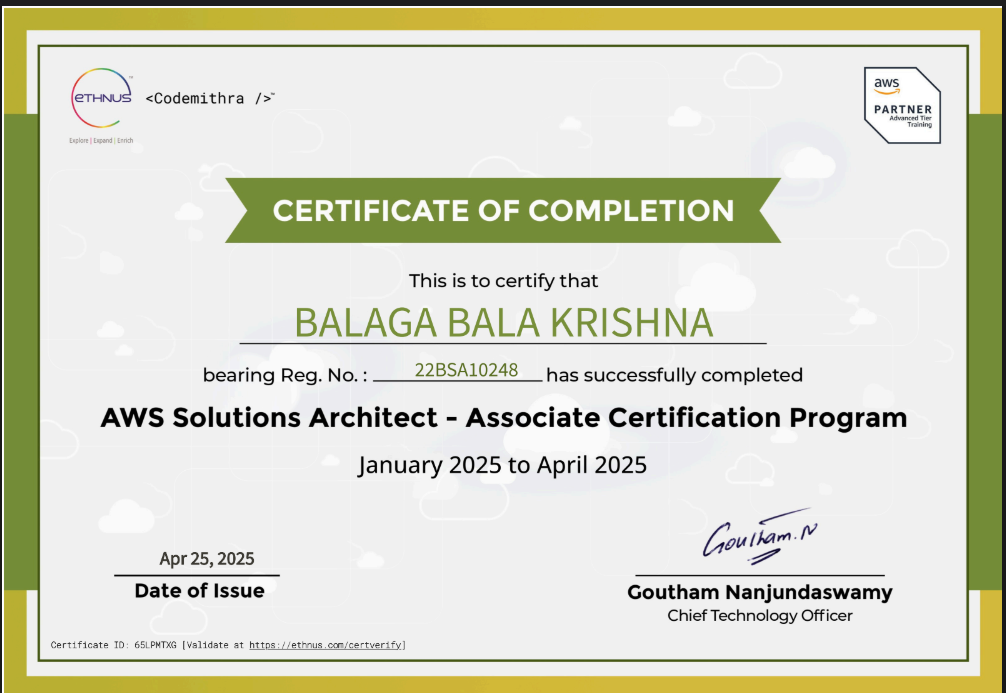 eTHNUS
™
<Codemithra />™
Explore | Expand | Enrich
aws
PARTNER
Advanced Tier
Training
CERTIFICATE OF COMPLETION
This is to certify that
BALAGA BALA KRISHNA
bearing Reg. No. : 22BSA10248 has successfully completed
AWS Solutions Architect - Associate Certification Program
January 2025 to April 2025
Apr 25, 2025
Date of Issue
Goutham.N
Goutham Nanjundaswamy
Chief Technology Officer
Certificate ID: 65LPMTXG [Validate at https://ethnus.com/certverify]